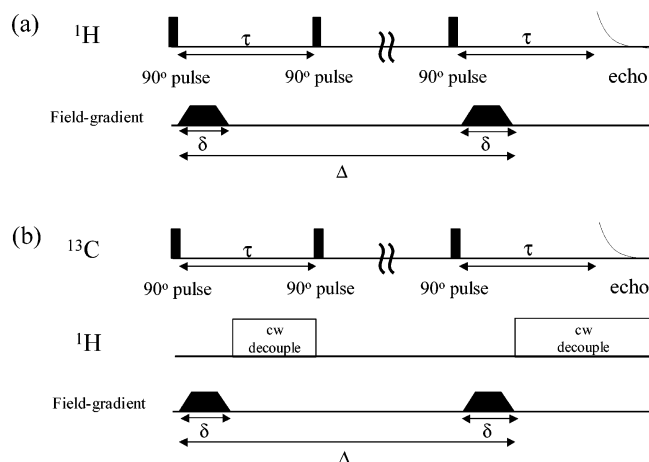 (a) ¹H τ τ
90° pulse 90° pulse 90° pulse echo
Field-gradient
δ δ
Δ
(b) ¹³C τ τ
90° pulse 90° pulse 90° pulse echo
¹H cw decouple cw decouple
Field-gradient
δ δ
Δ